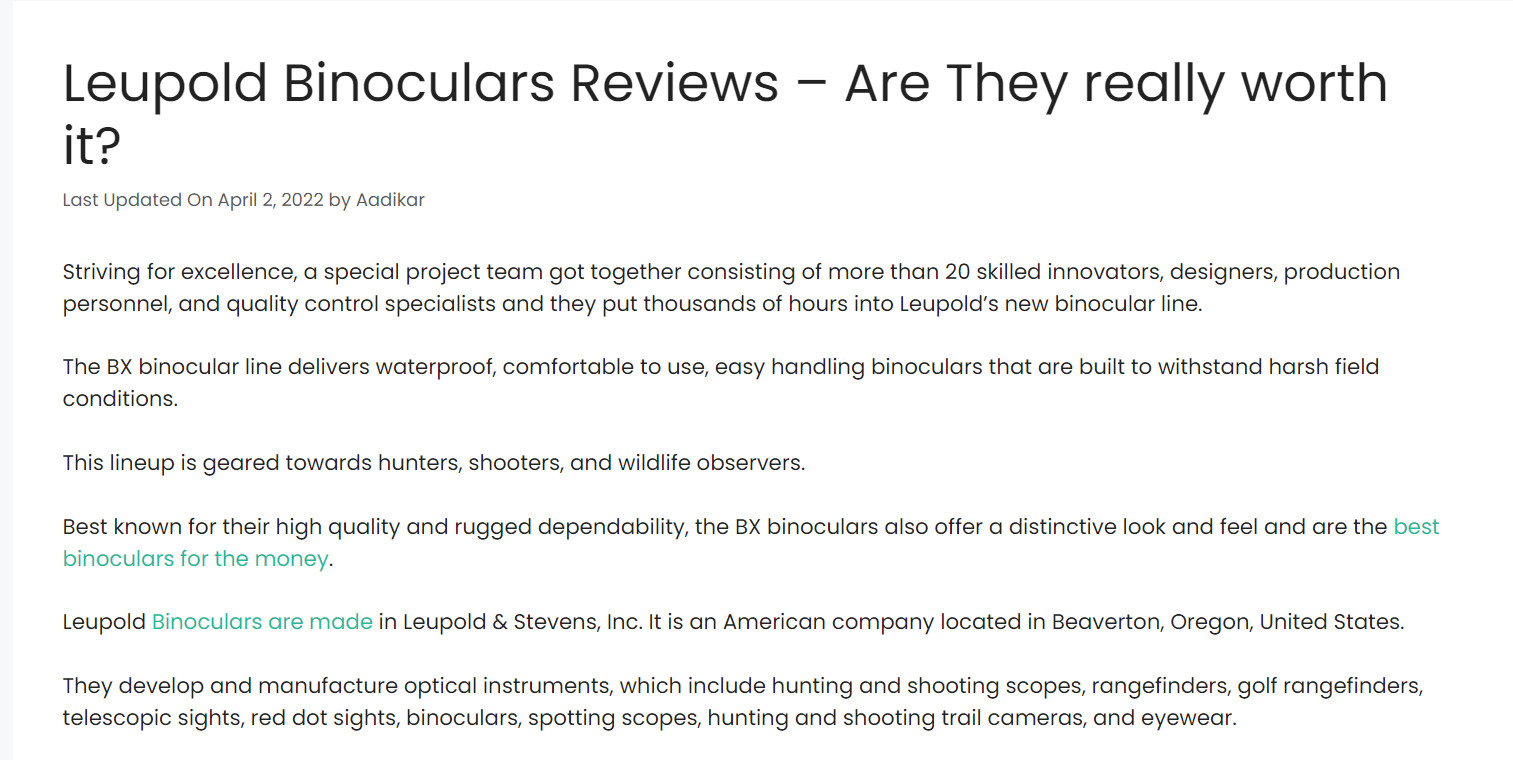 Leupold Binoculars Reviews – Are They really worth
it?
Last Updated On April 2, 2022 by Aadikar
Striving for excellence, a special project team got together consisting of more than 20 skilled innovators, designers, production
personnel, and quality control specialists and they put thousands of hours into Leupold’s new binocular line.
The BX binocular line delivers waterproof, comfortable to use, easy handling binoculars that are built to withstand harsh field
conditions.
This lineup is geared towards hunters, shooters, and wildlife observers.
Best known for their high quality and rugged dependability, the BX binoculars also offer a distinctive look and feel and are the best
binoculars for the money.
Leupold Binoculars are made in Leupold & Stevens, Inc. It is an American company located in Beaverton, Oregon, United States.
They develop and manufacture optical instruments, which include hunting and shooting scopes, rangefinders, golf rangefinders,
telescopic sights, red dot sights, binoculars, spotting scopes, hunting and shooting trail cameras, and eyewear.